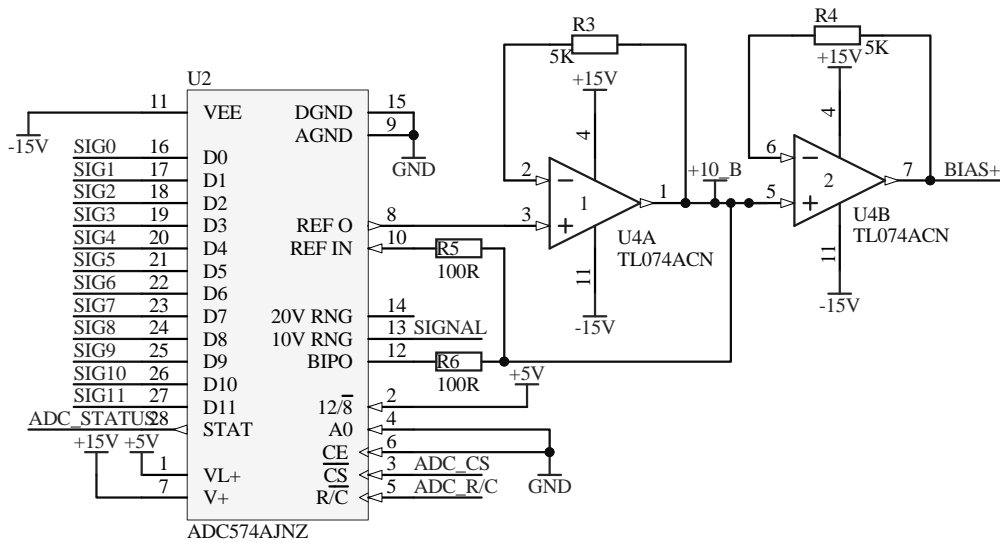 R3
5K
+15V
4
2
1
3
1
U4A
TL074ACN
11
-15V
R4
5K
+15V
4
6
2
7
BIAS+
5
U4B
TL074ACN
11
-15V
+10_B
U2
11 VEE
-15V
SIG0 16 D0
SIG1 17 D1
SIG2 18 D2
SIG3 19 D3
SIG4 20 D4
SIG5 21 D5
SIG6 22 D6
SIG7 23 D7
SIG8 24 D8
SIG9 25 D9
SIG10 26 D10
SIG11 27 D11
ADC_STATUS 28 STAT
+15V
+5V
1 VL+
7 V+
DGND 15
AGND 9
GND
REF O 8
REF IN 10
R5
100R
20V RNG 14
10V RNG 13 SIGNAL
BIPO 12
R6
100R
+5V
12/8 2
A0 4
CE 6
CS 3 ADC_CS
R/C 5 ADC_R/C
GND
ADC574AJNZ